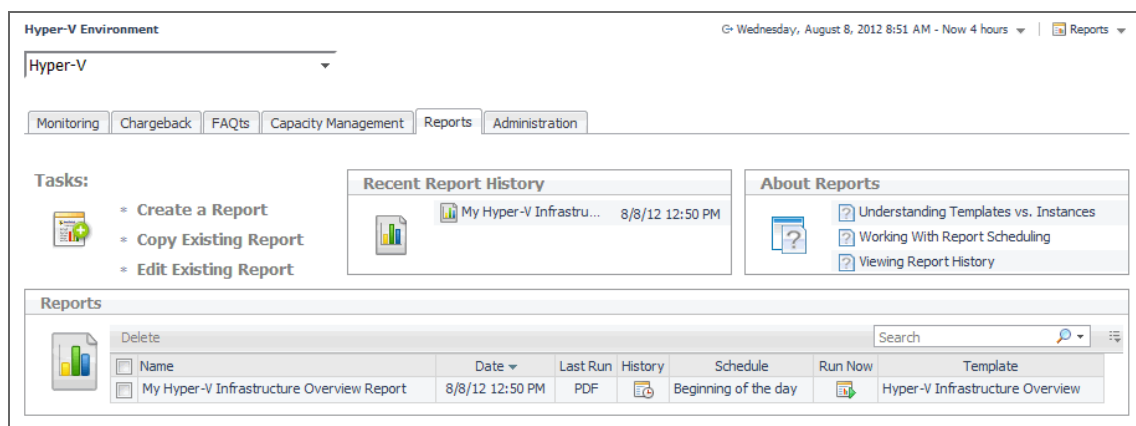 Hyper-V Environment
Wednesday, August 8, 2012 8:51 AM - Now 4 hours | Reports
Hyper-V
Monitoring Chargeback FAQts Capacity Management Reports Administration
Tasks:
* Create a Report
* Copy Existing Report
* Edit Existing Report
Recent Report History
My Hyper-V Infrastru... 8/8/12 12:50 PM
About Reports
Understanding Templates vs. Instances
Working With Report Scheduling
Viewing Report History
Reports
Delete Search
Name Date Last Run History Schedule Run Now Template
My Hyper-V Infrastructure Overview Report 8/8/12 12:50 PM PDF Beginning of the day Hyper-V Infrastructure Overview